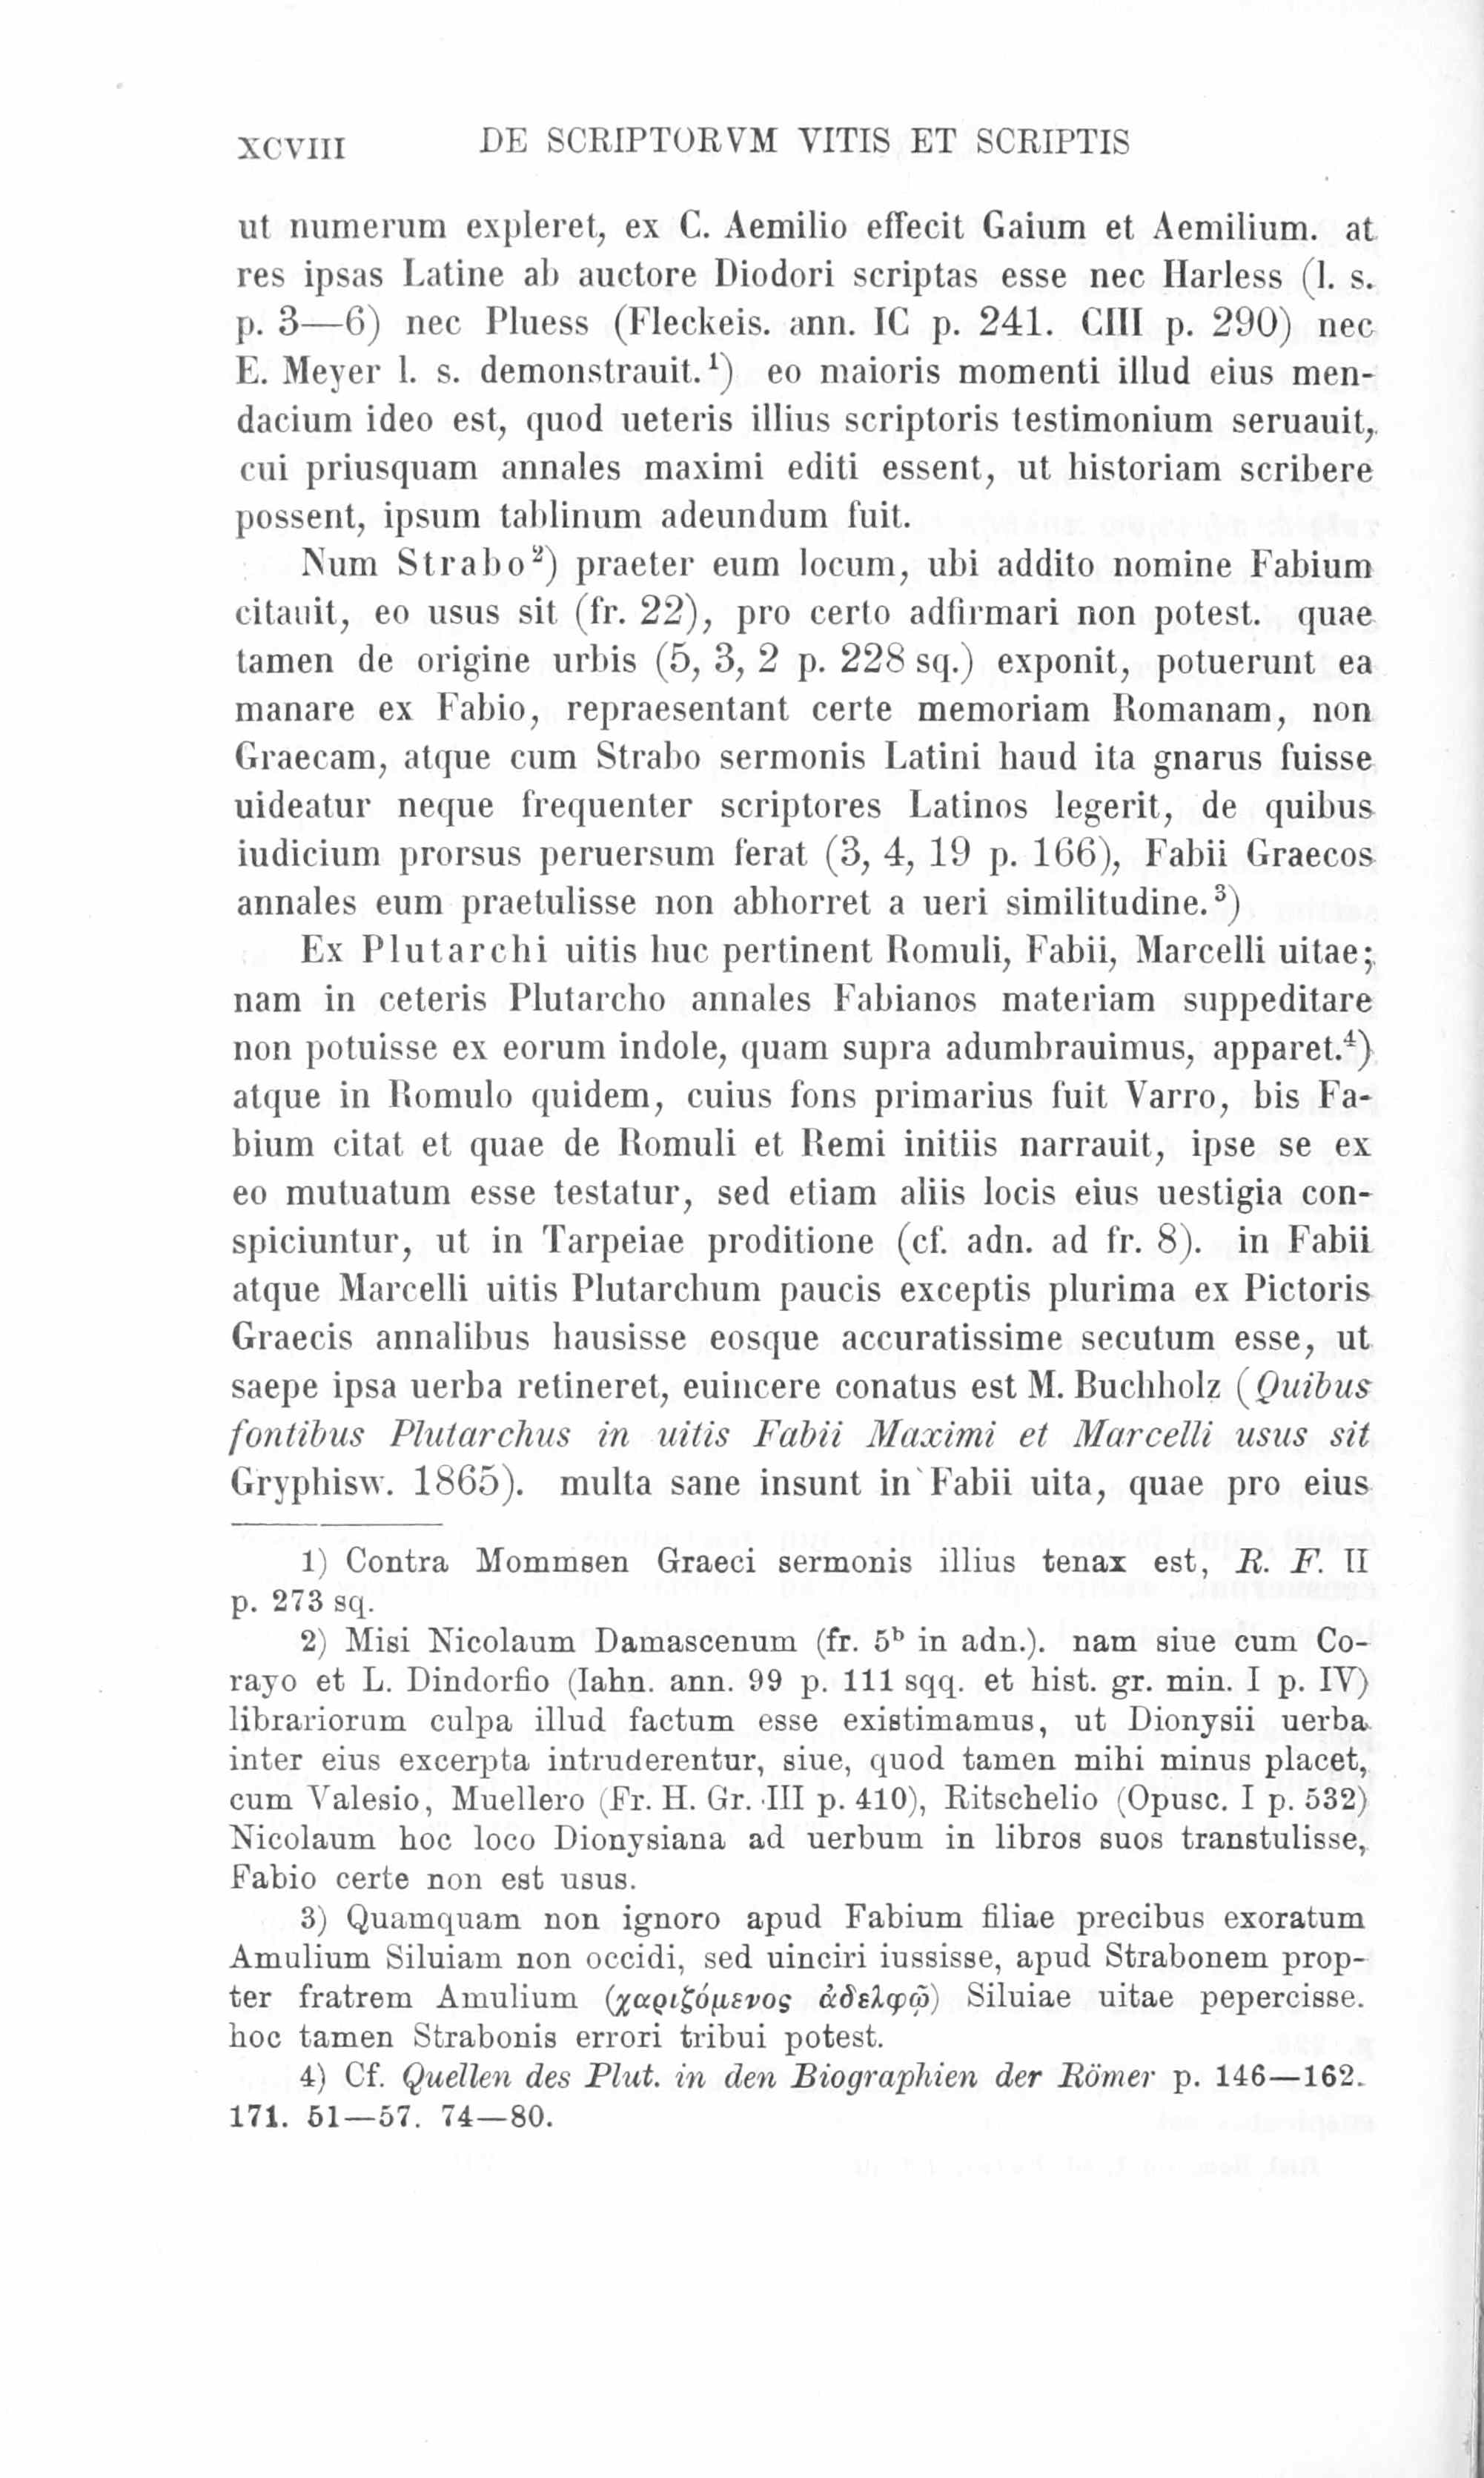 XCVIII DE SCRIPTORVM VITIS ET SCRIPTIS
ut numerum expleret, ex C. Aemilio effecit Gaium et Aemilium. at
res ipsas Latine ab auctore Diodori scriptas esse nec Harless (l. s.
p. 3—6) nec Pluess (Fleckeis. ann. IC p. 241. CIII p. 290) nec
E. Meyer l. s. demonstrauit.¹) eo maioris momenti illud eius men-
dacium ideo est, quod ueteris illius scriptoris testimonium seruauit,
cui priusquam annales maximi editi essent, ut historiam scribere
possent, ipsum tablinum adeundum fuit.
Num Strabo²) praeter eum locum, ubi addito nomine Fabium
citauit, eo usus sit (fr. 22), pro certo adfirmari non potest. quae
tamen de origine urbis (5, 3, 2 p. 228 sq.) exponit, potuerunt ea
manare ex Fabio, repraesentant certe memoriam Romanam, non
Graecam, atque cum Strabo sermonis Latini haud ita gnarus fuisse
uideatur neque frequenter scriptores Latinos legerit, de quibus
iudicium prorsus peruersum ferat (3, 4, 19 p. 166), Fabii Graecos
annales eum praetulisse non abhorret a ueri similitudine.³)
Ex Plutarchi uitis huc pertinent Romuli, Fabii, Marcelli uitae;
nam in ceteris Plutarcho annales Fabianos materiam suppeditare
non potuisse ex eorum indole, quam supra adumbrauimus, apparet.⁴)
atque in Romulo quidem, cuius fons primarius fuit Varro, bis Fa-
bium citat et quae de Romuli et Remi initiis narrauit, ipse se ex
eo mutuatum esse testatur, sed etiam aliis locis eius uestigia con-
spiciuntur, ut in Tarpeiae proditione (cf. adn. ad fr. 8). in Fabii
atque Marcelli uitis Plutarchum paucis exceptis plurima ex Pictoris
Graecis annalibus hausisse eosque accuratissime secutum esse, ut
saepe ipsa uerba retineret, euincere conatus est M. Buchholz (Quibus
fontibus Plutarchus in uitis Fabii Maximi et Marcelli usus sit
Gryphisw. 1865). multa sane insunt in Fabii uita, quae pro eius
1) Contra Mommsen Graeci sermonis illius tenax est, R. F. II
p. 273 sq.
2) Misi Nicolaum Damascenum (fr. 5ᵇ in adn.). nam siue cum Co-
rayo et L. Dindorfio (Iahn. ann. 99 p. 111 sqq. et hist. gr. min. I p. IV)
librariorum culpa illud factum esse existimamus, ut Dionysii uerba
inter eius excerpta intruderentur, siue, quod tamen mihi minus placet,
cum Valesio, Muellero (Fr. H. Gr. III p. 410), Ritschelio (Opusc. I p. 532)
Nicolaum hoc loco Dionysiana ad uerbum in libros suos transtulisse,
Fabio certe non est usus.
3) Quamquam non ignoro apud Fabium filiae precibus exoratum
Amulium Siluiam non occidi, sed uinciri iussisse, apud Strabonem prop-
ter fratrem Amulium (χαριζόμενος ἀδελφῷ) Siluiae uitae pepercisse.
hoc tamen Strabonis errori tribui potest.
4) Cf. Quellen des Plut. in den Biographien der Römer p. 146—162.
171. 51—57. 74—80.